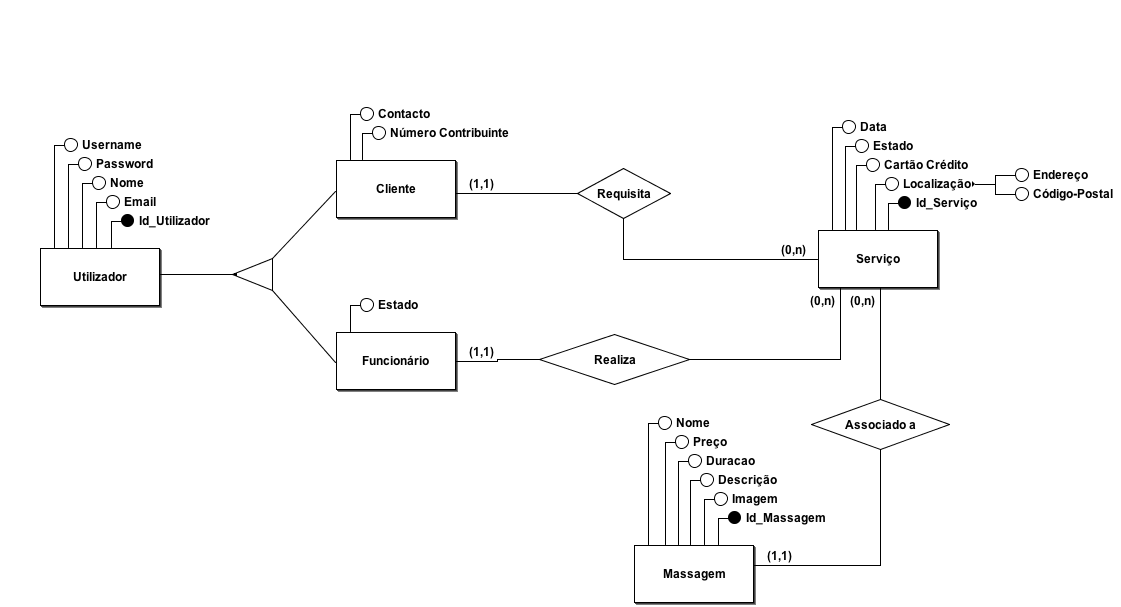 Username
Password
Nome
Email
Id_Utilizador
Utilizador
Contacto
Número Contribuinte
Cliente
(1,1)
Requisita
(0,n)
Data
Estado
Cartão Crédito
Localização
Endereço
Código-Postal
Id_Serviço
Serviço
(0,n)
(0,n)
Estado
Funcionário
(1,1)
Realiza
Associado a
Nome
Preço
Duracao
Descrição
Imagem
Id_Massagem
Massagem
(1,1)